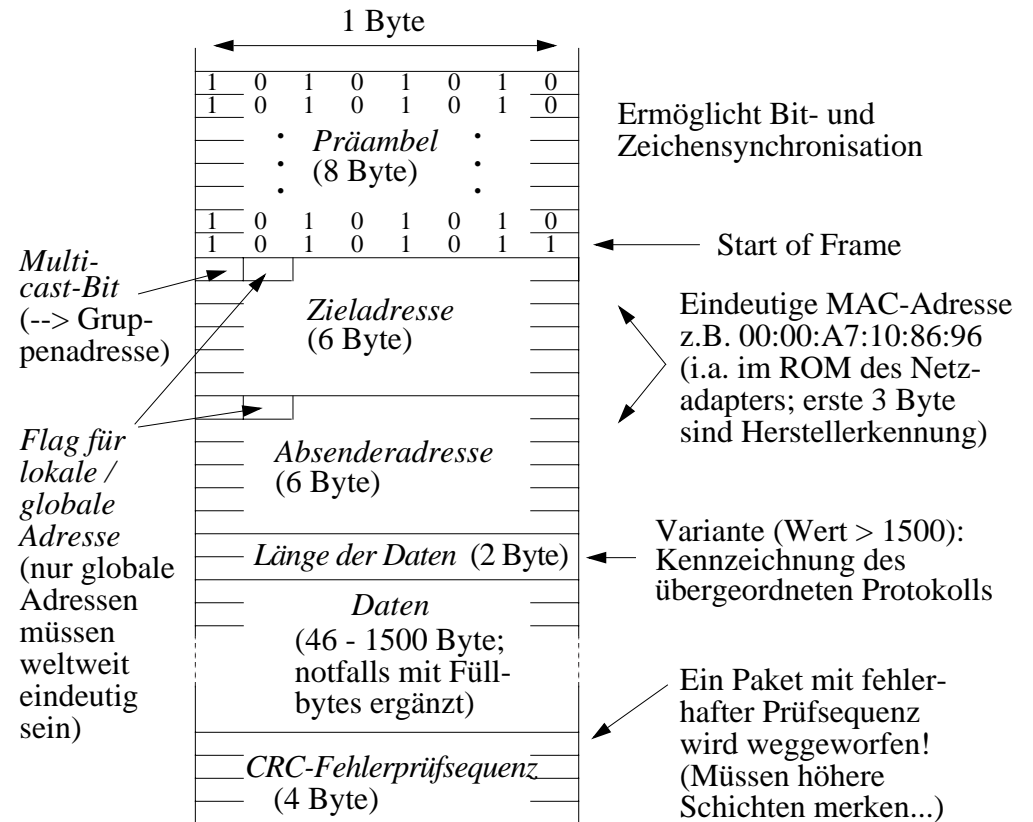 1 Byte
1 0 1 0 1 0 1 0
1 0 1 0 1 0 1 0
Präambel
(8 Byte)
1 0 1 0 1 0 1 0
1 0 1 0 1 0 1 1
Ermöglicht Bit- und
Zeichensynchronisation
Start of Frame
Multi-
cast-Bit
(--> Grup-
penadresse)
Zieladresse
(6 Byte)
Eindeutige MAC-Adresse
z.B. 00:00:A7:10:86:96
(i.a. im ROM des Netz-
adapters; erste 3 Byte
sind Herstellerkennung)
Flag für
lokale /
globale
Adresse
(nur globale
Adressen
müssen
weltweit
eindeutig
sein)
Absenderadresse
(6 Byte)
Länge der Daten (2 Byte)
Variante (Wert > 1500):
Kennzeichnung des
übergeordneten Protokolls
Daten
(46 - 1500 Byte;
notfalls mit Füll-
bytes ergänzt)
Ein Paket mit fehler-
hafter Prüfsequenz
wird weggeworfen!
(Müssen höhere
Schichten merken...)
CRC-Fehlerprüfsequenz
(4 Byte)